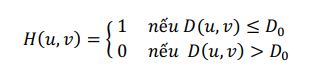 H(u, v) = { 1 nếu D(u, v) ≤ D₀
0 nếu D(u, v) > D₀